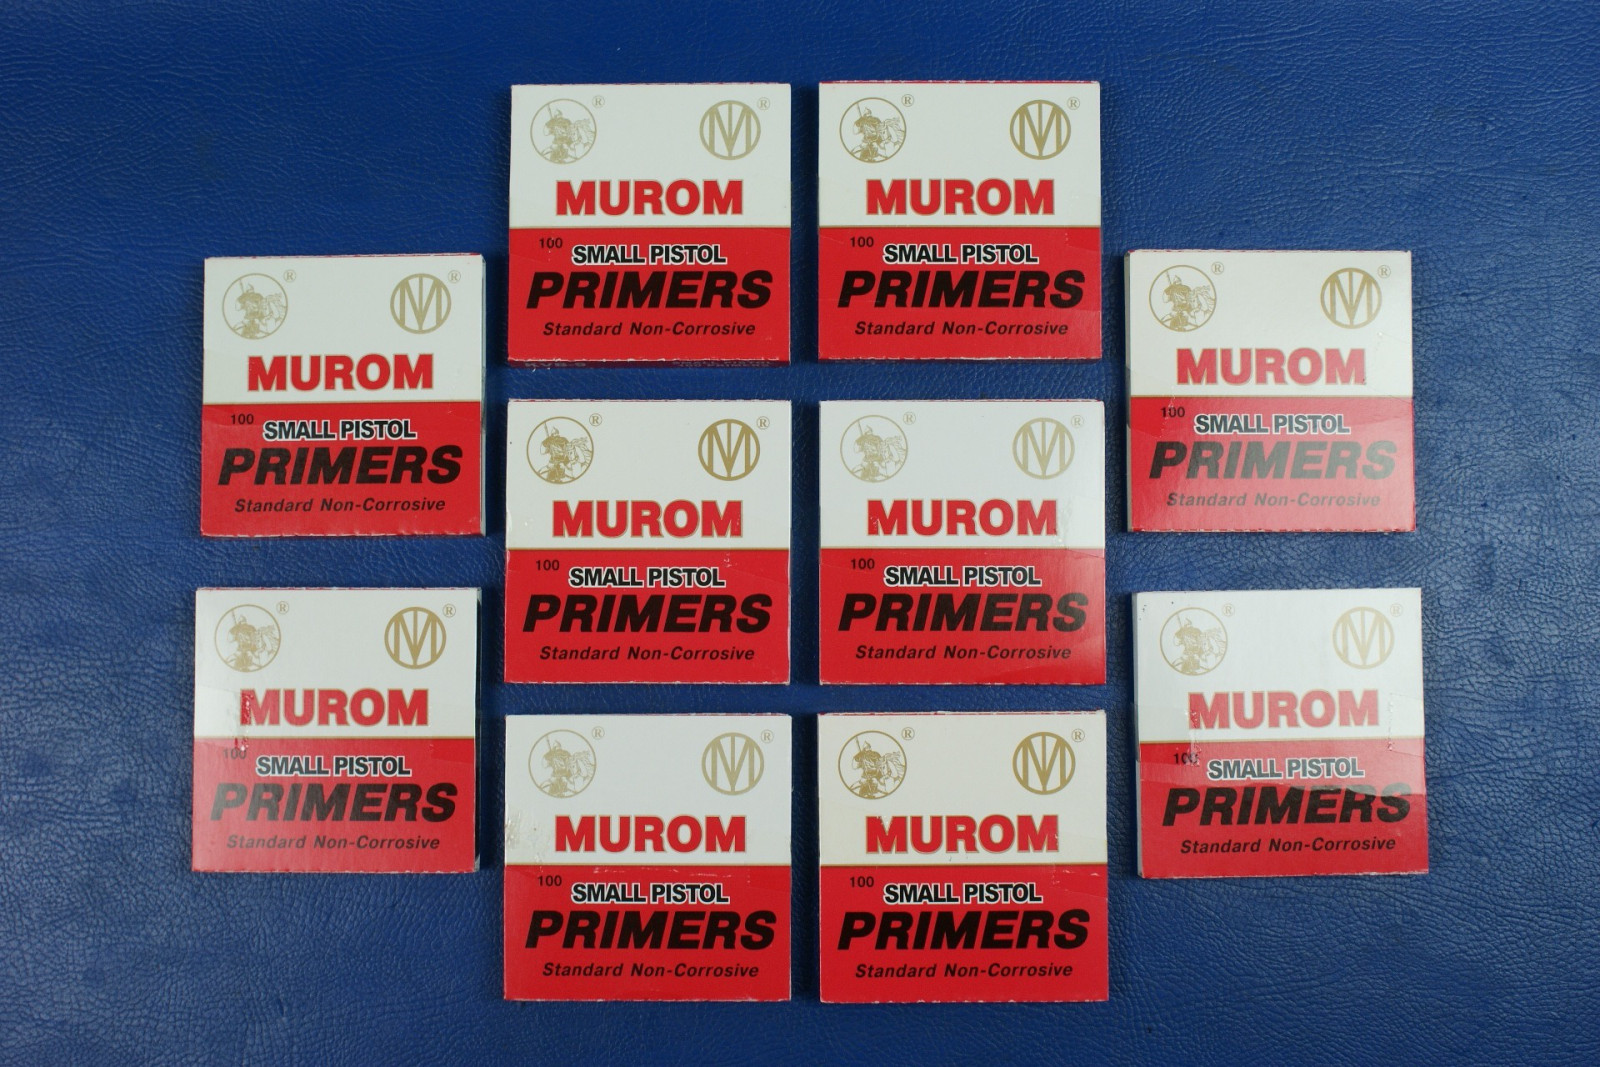 ®
®
MUROM
100
SMALL PISTOL
PRIMERS
Standard Non-Corrosive
®
®
MUROM
100
SMALL PISTOL
PRIMERS
Standard Non-Corrosive
®
®
MUROM
100
SMALL PISTOL
PRIMERS
Standard Non-Corrosive
®
®
MUROM
100
SMALL PISTOL
PRIMERS
Standard Non-Corrosive
®
®
MUROM
100
SMALL PISTOL
PRIMERS
Standard Non-Corrosive
®
®
MUROM
100
SMALL PISTOL
PRIMERS
Standard Non-Corrosive
®
®
MUROM
100
SMALL PISTOL
PRIMERS
Standard Non-Corrosive
®
®
MUROM
100
SMALL PISTOL
PRIMERS
Standard Non-Corrosive
®
®
MUROM
100
SMALL PISTOL
PRIMERS
Standard Non-Corrosive
®
®
MUROM
100
SMALL PISTOL
PRIMERS
Standard Non-Corrosive